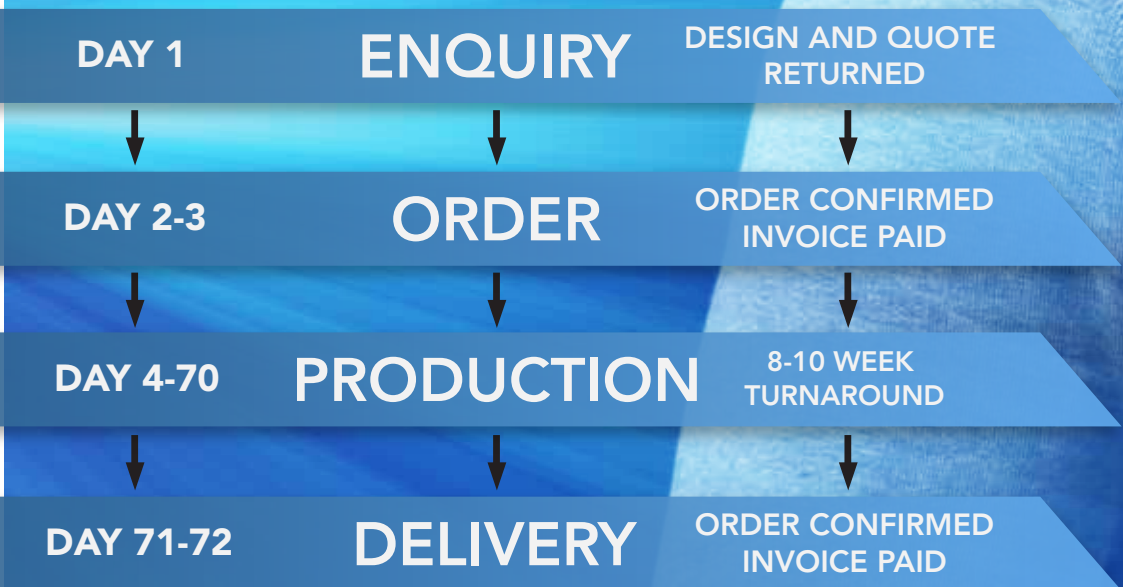 DAY 1
ENQUIRY
DESIGN AND QUOTE
RETURNED
DAY 2-3
ORDER
ORDER CONFIRMED
INVOICE PAID
DAY 4-70
PRODUCTION
8-10 WEEK
TURNAROUND
DAY 71-72
DELIVERY
ORDER CONFIRMED
INVOICE PAID